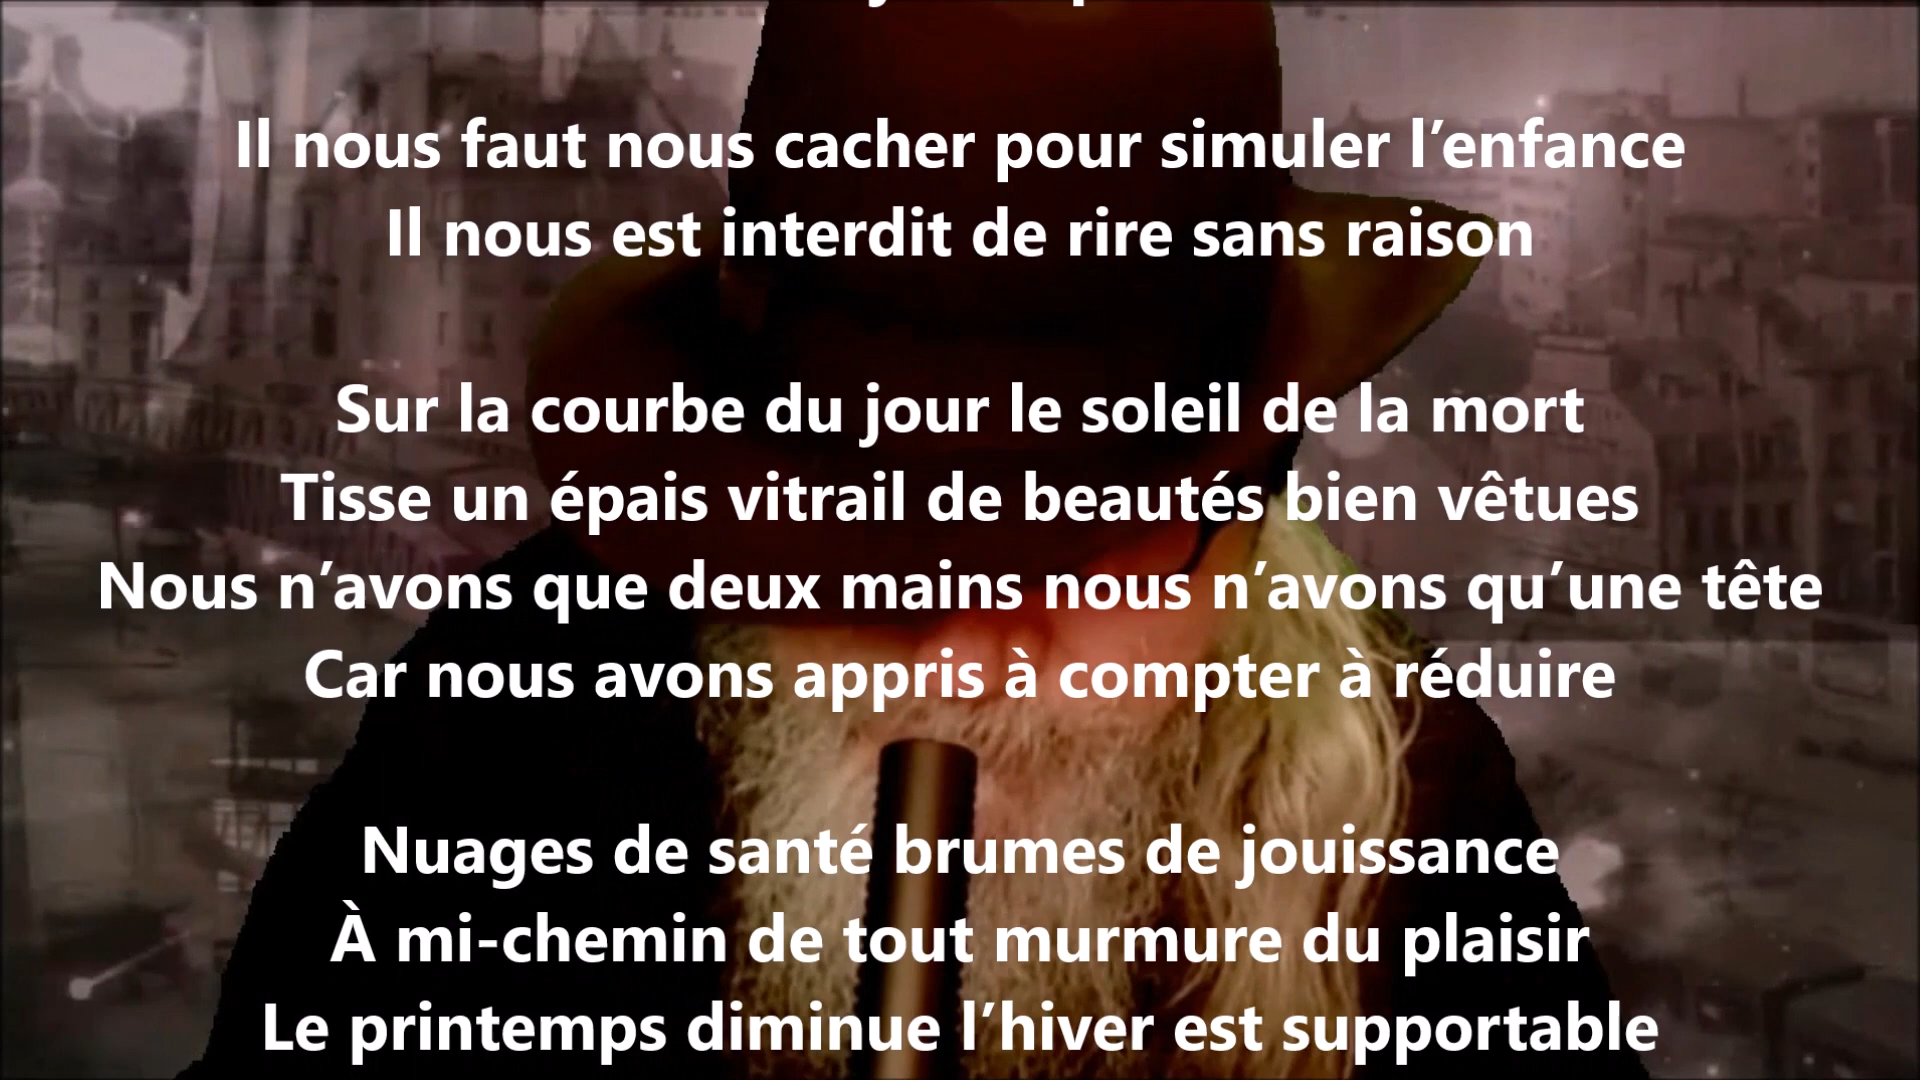 Il nous faut nous cacher pour simuler l’enfance
Il nous est interdit de rire sans raison
Sur la courbe du jour le soleil de la mort
Tisse un épais vitrail de beautés bien vêtues
Nous n’avons que deux mains nous n’avons qu’une tête
Car nous avons appris à compter à réduire
Nuages de santé brumes de jouissance
À mi-chemin de tout murmure du plaisir
Le printemps diminue l’hiver est supportable